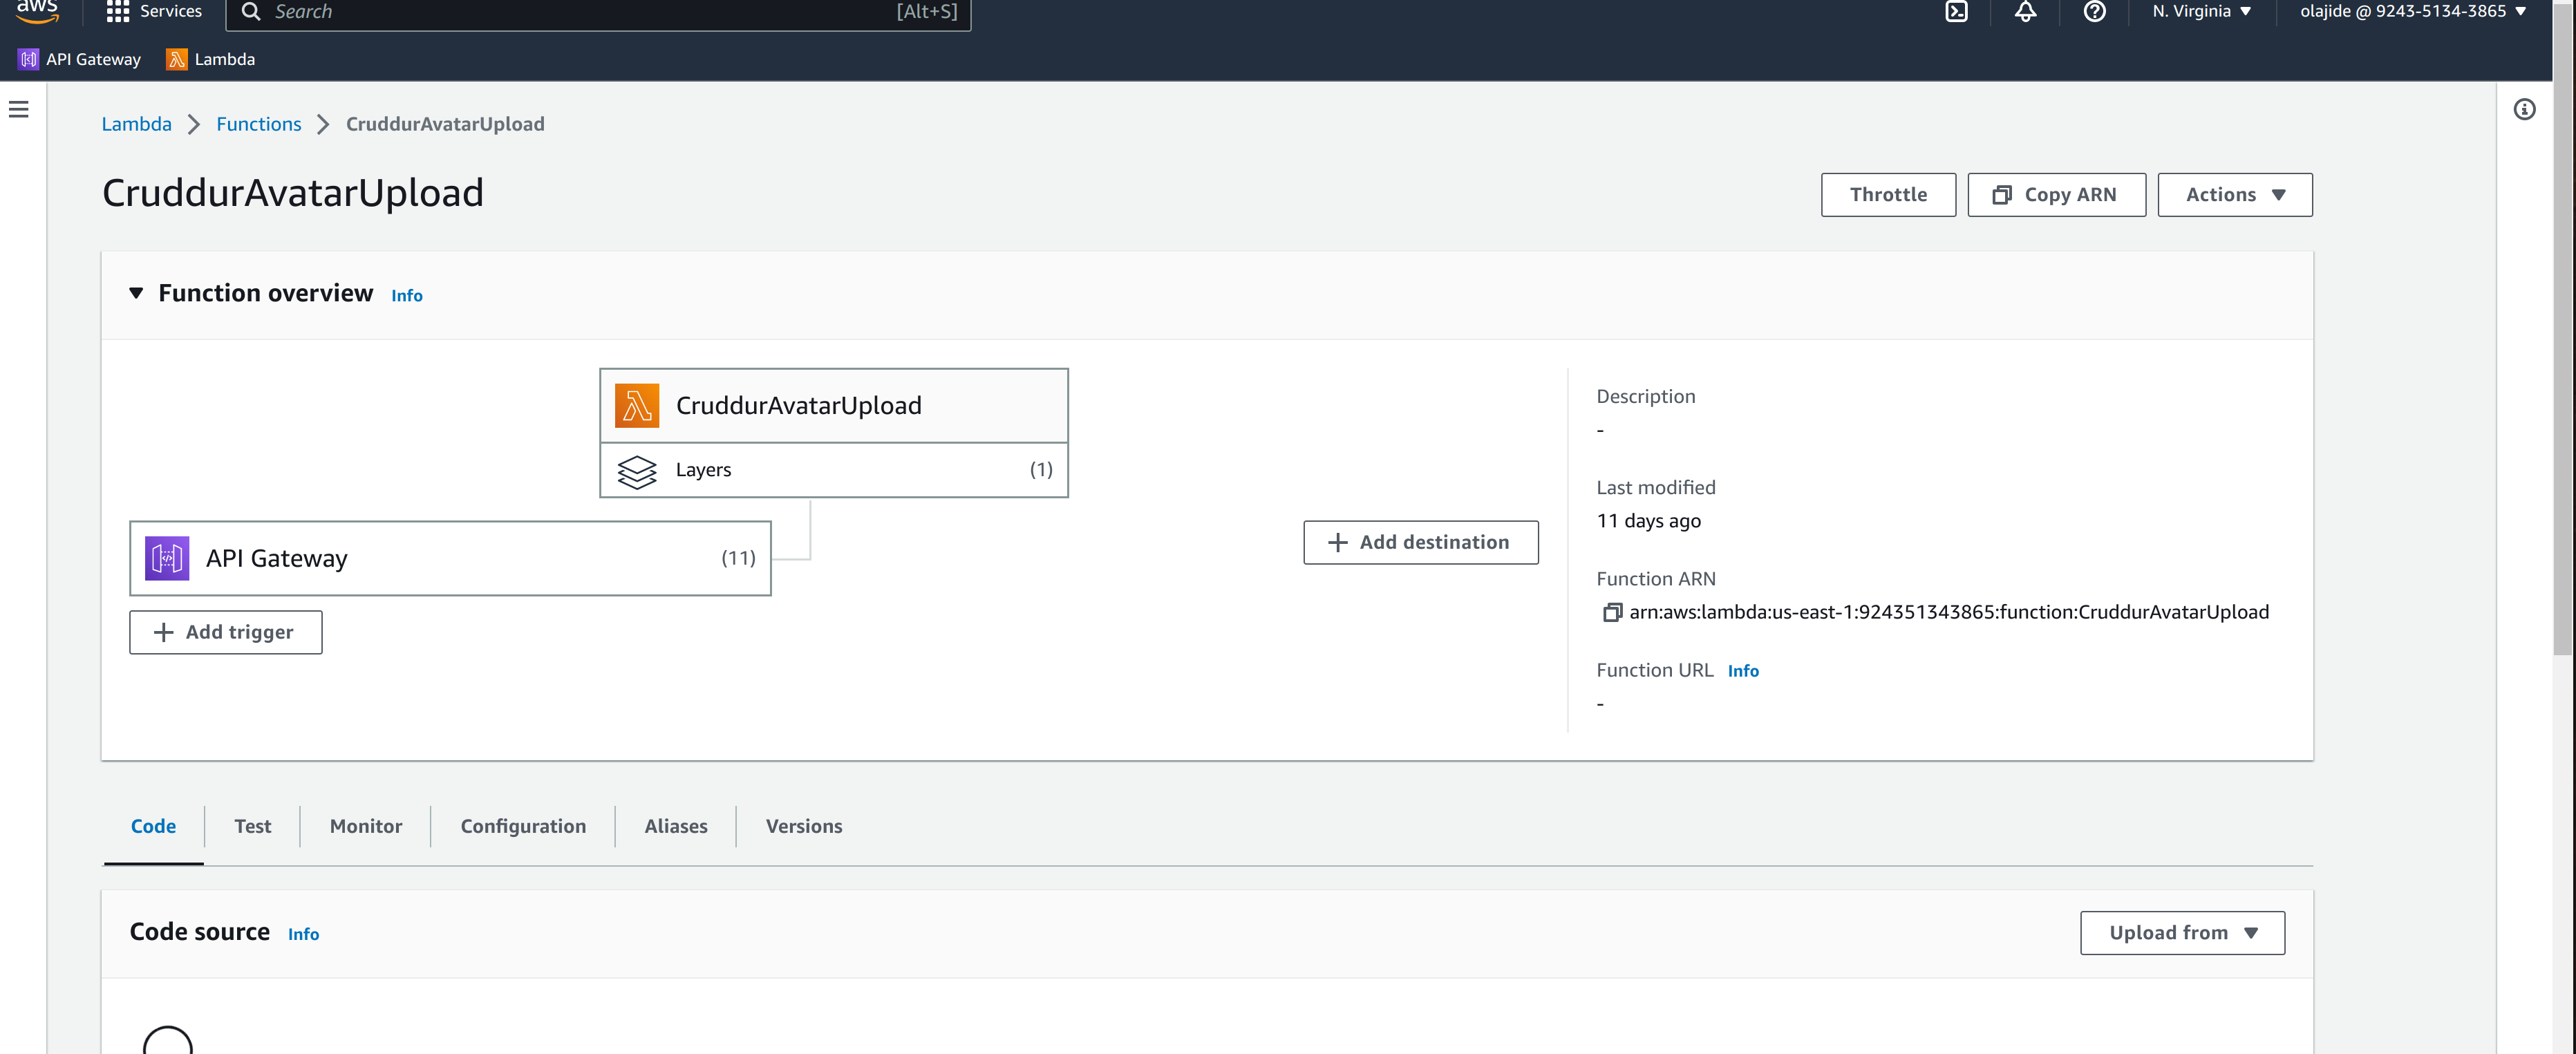 aws Services Search [Alt+S] N. Virginia olajide @ 9243-5134-3865
API Gateway Lambda
Lambda Functions CruddurAvatarUpload
CruddurAvatarUpload
Throttle Copy ARN Actions
Function overview Info
CruddurAvatarUpload
Layers (1)
API Gateway (11)
Add trigger
Add destination
Description
-
Last modified
11 days ago
Function ARN
arn:aws:lambda:us-east-1:924351343865:function:CruddurAvatarUpload
Function URL Info
-
Code Test Monitor Configuration Aliases Versions
Code source Info
Upload from